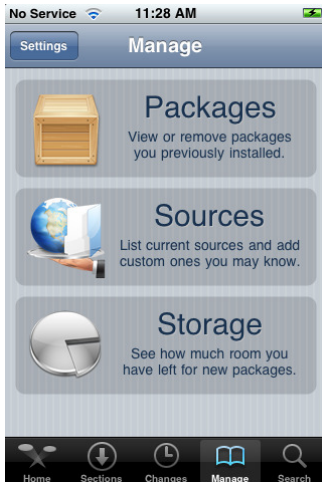 No Service 11:28 AM
Settings Manage
Packages
View or remove packages
you previously installed.
Sources
List current sources and add
custom ones you may know.
Storage
See how much room you
have left for new packages.
Home Sections Changes Manage Search